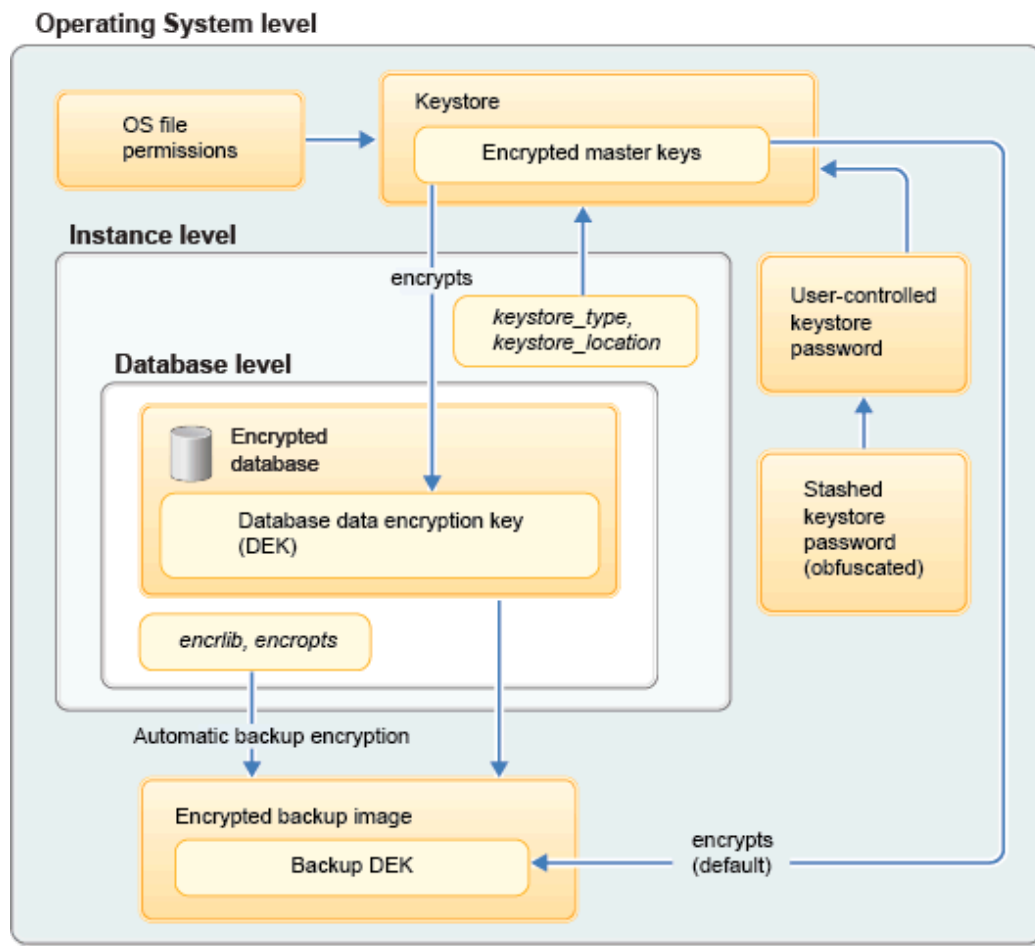 Operating System level
OS file
permissions
Keystore
Encrypted master keys
Instance level
encrypts
keystore_type,
keystore_location
User-controlled
keystore
password
Database level
Encrypted
database
Database data encryption key
(DEK)
Stashed
keystore
password
(obfuscated)
encrlib, encropts
Automatic backup encryption
Encrypted backup image
Backup DEK
encrypts
(default)